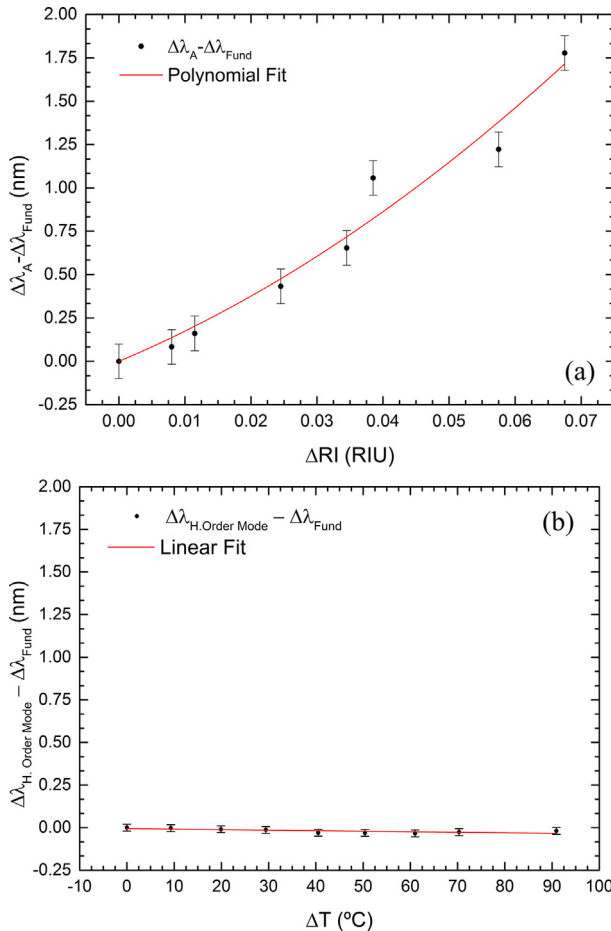 2.00
1.75
1.50
1.25
1.00
0.75
0.50
0.25
0.00
-0.25
Δλ_A-Δλ_Fund (nm)
Δλ_A-Δλ_Fund
Polynomial Fit
(a)
0.00 0.01 0.02 0.03 0.04 0.05 0.06 0.07
ΔRI (RIU)
2.00
1.75
1.50
1.25
1.00
0.75
0.50
0.25
0.00
-0.25
Δλ_H. Order Mode – Δλ_Fund (nm)
Δλ_H.Order Mode – Δλ_Fund
Linear Fit
(b)
-10 0 10 20 30 40 50 60 70 80 90 100
ΔT (ºC)